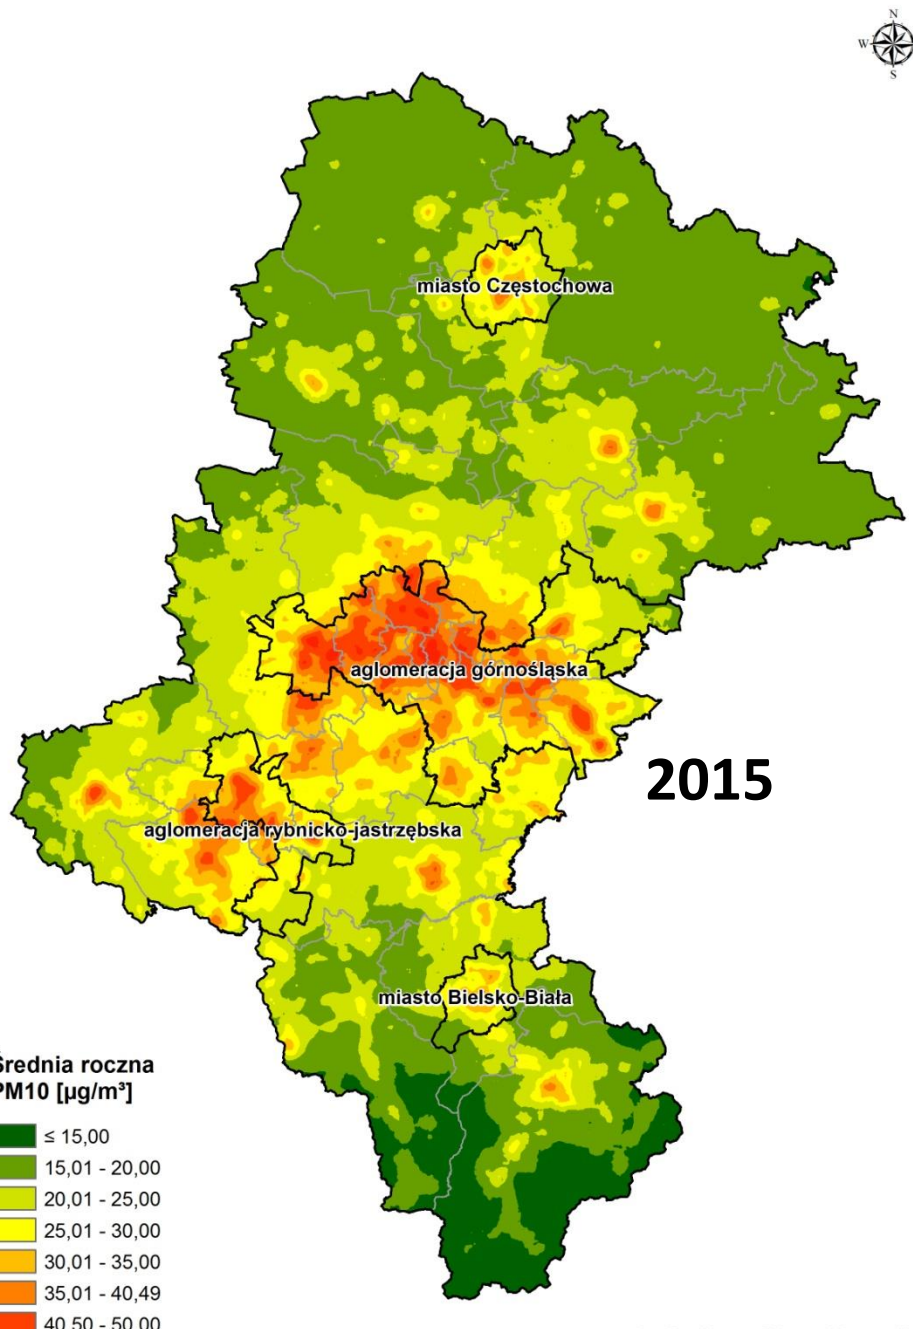 N
W
S
miasto Częstochowa
aglomeracja górnośląska
2015
aglomeracja rybnicko-jastrzębska
miasto Bielsko-Biała
Średnia roczna
PM10 [µg/m³]
≤ 15,00
15,01 - 20,00
20,01 - 25,00
25,01 - 30,00
30,01 - 35,00
35,01 - 40,49
40,50 - 50,00